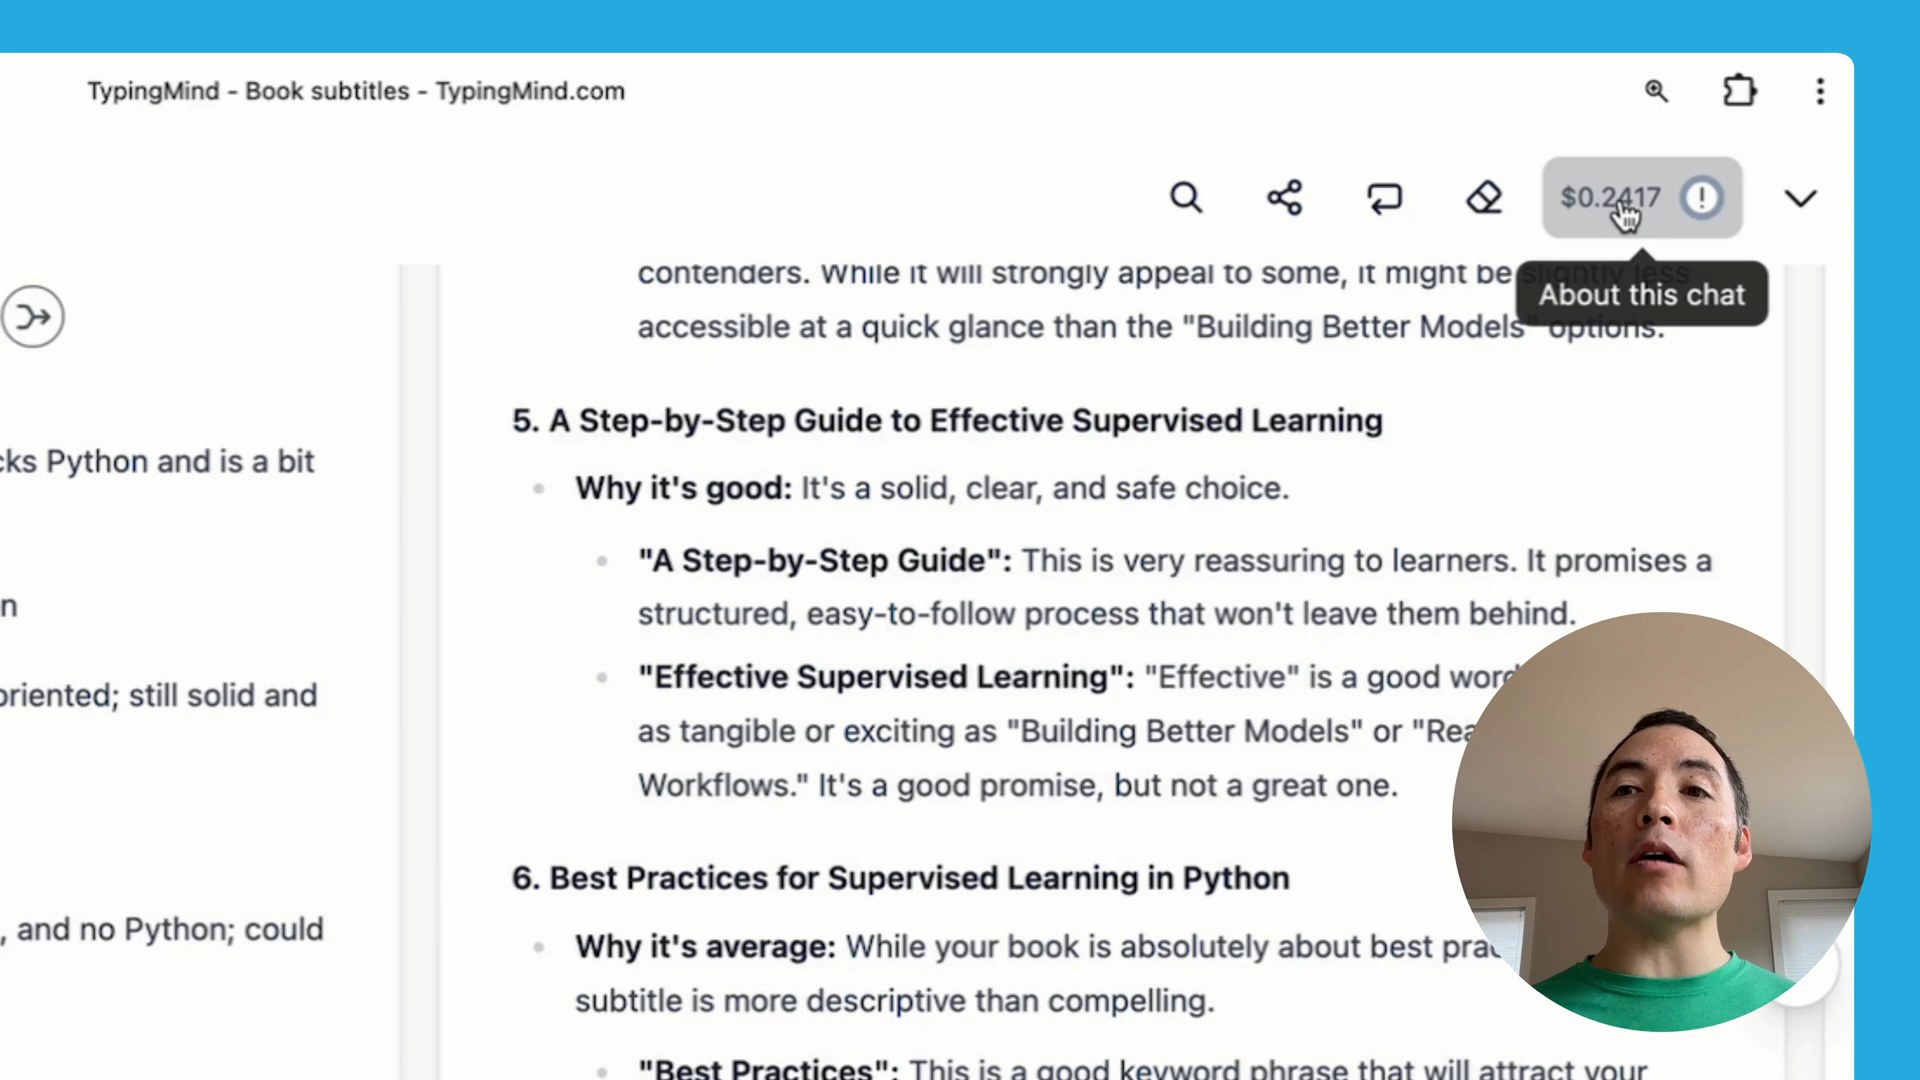 TypingMind - Book subtitles - TypingMind.com
$0.2417
About this chat
contenders. While it will strongly appeal to some, it might be slightly less
accessible at a quick glance than the "Building Better Models" options.
5. A Step-by-Step Guide to Effective Supervised Learning
cks Python and is a bit
Why it's good: It's a solid, clear, and safe choice.
"A Step-by-Step Guide": This is very reassuring to learners. It promises a
n
structured, easy-to-follow process that won't leave them behind.
"Effective Supervised Learning": "Effective" is a good word
oriented; still solid and
as tangible or exciting as "Building Better Models" or "Rea
Workflows." It's a good promise, but not a great one.
6. Best Practices for Supervised Learning in Python
, and no Python; could
Why it's average: While your book is absolutely about best prac
subtitle is more descriptive than compelling.
"Best Practices": This is a good keyword phrase that will attract your